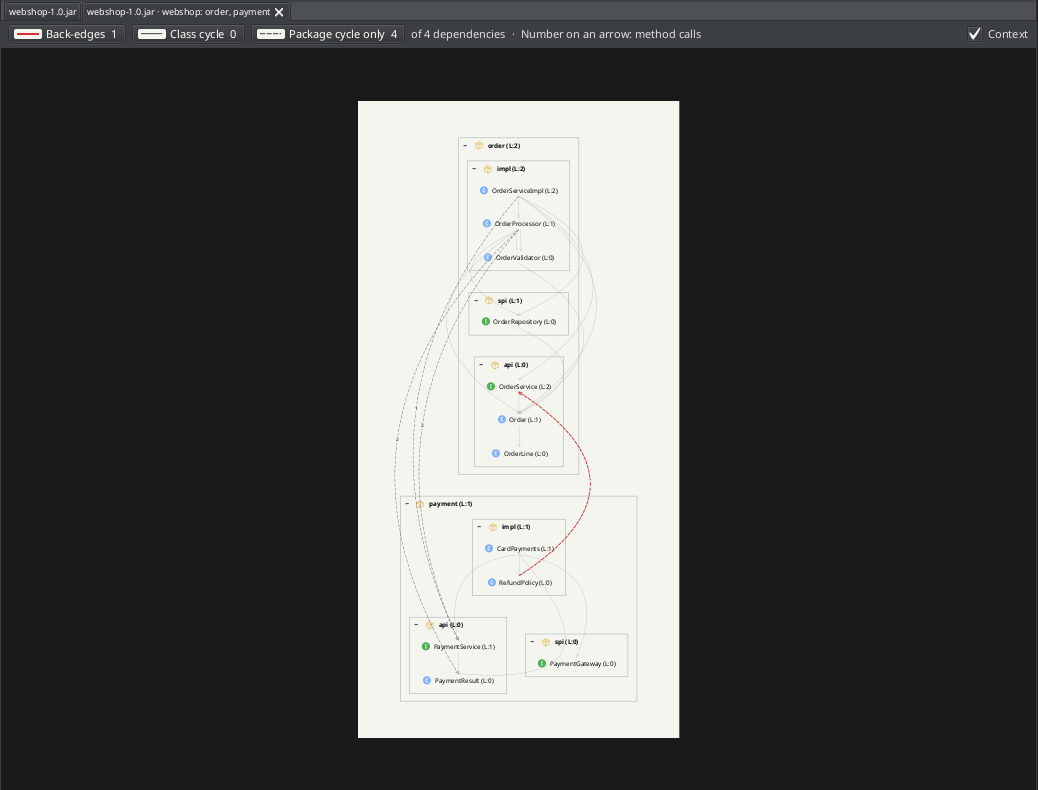 webshop-1.0.jar
webshop-1.0.jar · webshop: order, payment
Back-edges 1
Class cycle 0
Package cycle only 4
of 4 dependencies · Number on an arrow: method calls
Context
order (L:2)
impl (L:2)
OrderServiceImpl (L:2)
OrderProcessor (L:1)
OrderValidator (L:0)
spi (L:1)
OrderRepository (L:0)
api (L:0)
OrderService (L:2)
Order (L:1)
OrderLine (L:0)
1
2
2
payment (L:1)
impl (L:1)
CardPayments (L:1)
RefundPolicy (L:0)
api (L:0)
PaymentService (L:1)
PaymentResult (L:0)
spi (L:0)
PaymentGateway (L:0)